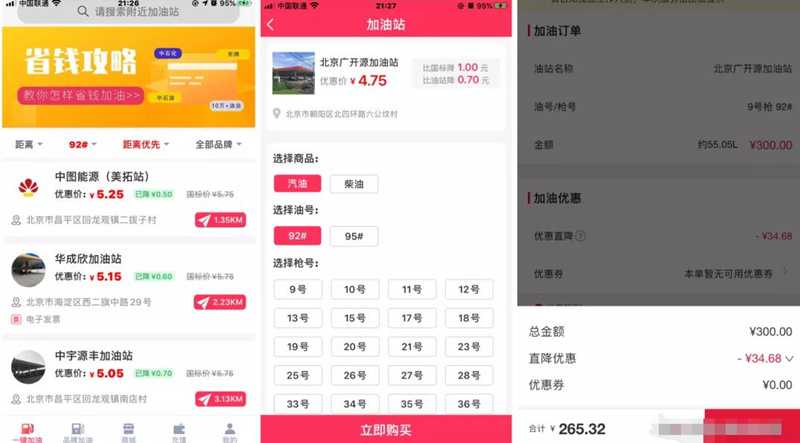 中国联通
21:26
86%
请搜索附近加油站
中石化
省钱攻略
教你怎样省钱加油>>
中石油
10万+油站
距离
92#
距离优先
全部品牌
中图能源（美拓站）
优惠价: ¥5.25 已降¥0.50 国标价¥5.75
北京市昌平区回龙观镇二拨子村
1.35KM
华成欣加油站
优惠价: ¥5.15 已降¥0.60 国标价¥5.75
北京市海淀区西二旗中路29号
2.23KM
券 电子发票
中宇源丰加油站
优惠价: ¥5.05 已降¥0.70 国标价¥5.75
北京市昌平区回龙观镇南店村
3.13KM
一键加油
品牌加油
商城
充值
我的
中国联通
21:27
86%
加油站
北京广开源加油站
优惠价 ¥4.75
比国标降 1.00 元
比油站降 0.70 元
北京市朝阳区北四环路六公坟村
选择商品:
汽油 柴油
选择油号:
92# 95#
选择枪号:
9号 10号 11号 12号
13号 15号 17号 18号
19号 20号 21号 23号
25号 26号 27号 28号
33号 34号 35号 36号
立即购买
加油订单
油站名称 北京广开源加油站
油号/枪号 9号枪 92#
金额 约55.05L ¥300.00
加油优惠
优惠直降 - ¥34.68
优惠券 本单暂无可用优惠券
总金额 ¥300.00
直降优惠 - ¥34.68
优惠券 ¥0.00
合计 ¥ 265.32